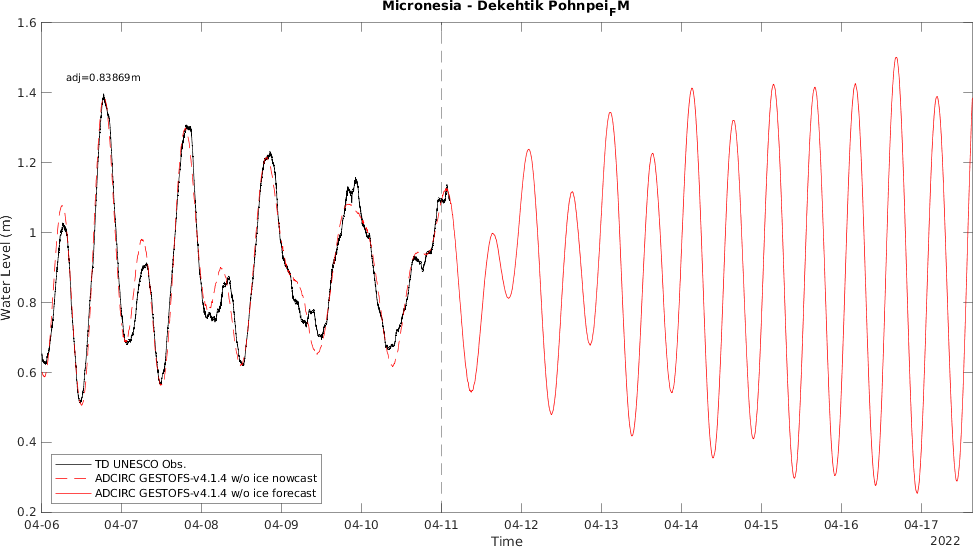 Micronesia - Dekehtik Pohnpei_FM
adj=0.83869m
1.6
1.4
1.2
1
0.8
0.6
0.4
0.2
Water Level (m)
TD UNESCO Obs.
ADCIRC GESTOFS-v4.1.4 w/o ice nowcast
ADCIRC GESTOFS-v4.1.4 w/o ice forecast
04-06 04-07 04-08 04-09 04-10 04-11 04-12 04-13 04-14 04-15 04-16 04-17
Time
2022